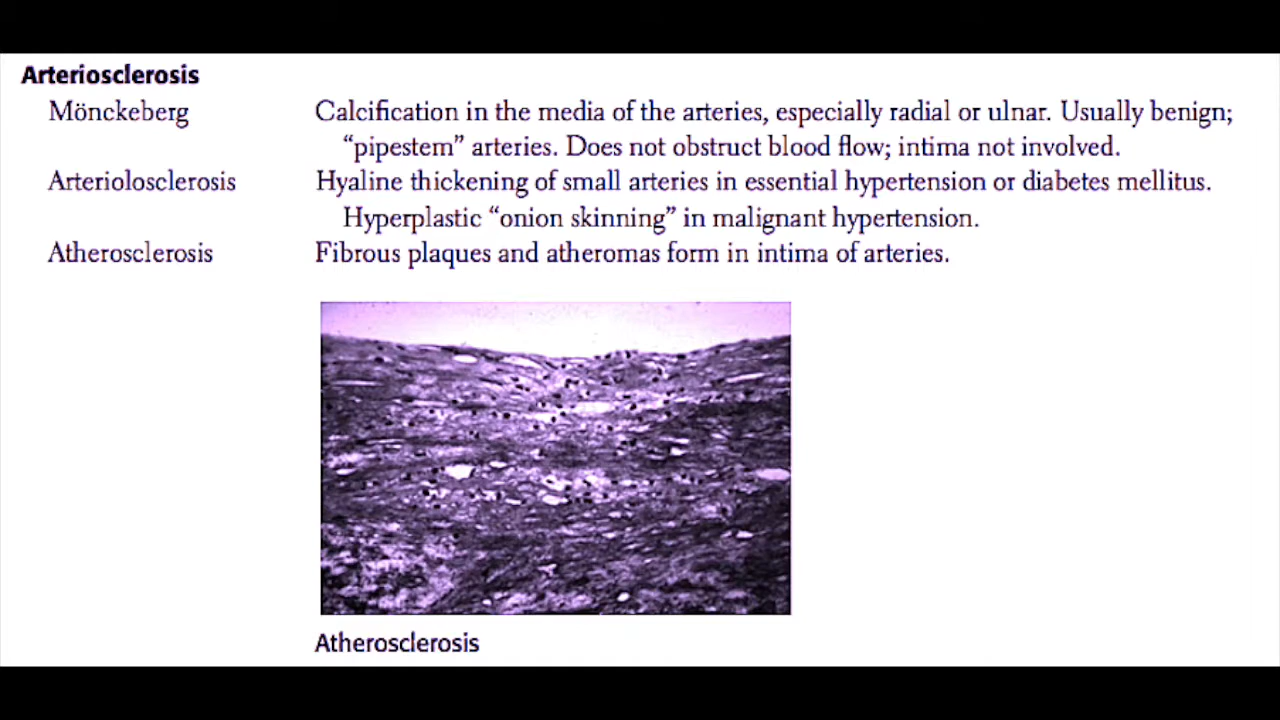 Arteriosclerosis
Mönckeberg Calcification in the media of the arteries, especially radial or ulnar. Usually benign;
“pipestem” arteries. Does not obstruct blood flow; intima not involved.
Arteriolosclerosis Hyaline thickening of small arteries in essential hypertension or diabetes mellitus.
Hyperplastic “onion skinning” in malignant hypertension.
Atherosclerosis Fibrous plaques and atheromas form in intima of arteries.
Atherosclerosis